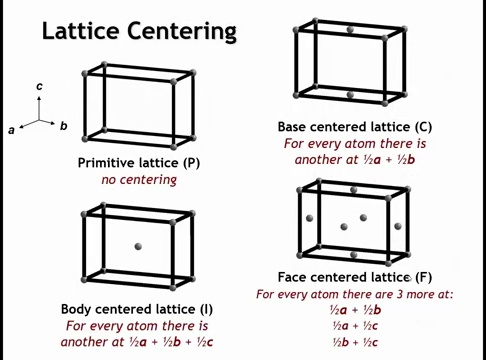 Lattice Centering
c
a
b
Primitive lattice (P)
no centering
Base centered lattice (C)
For every atom there is
another at ½a + ½b
Body centered lattice (I)
For every atom there is
another at ½a + ½b + ½c
Face centered lattice (F)
For every atom there are 3 more at:
½a + ½b
½a + ½c
½b + ½c